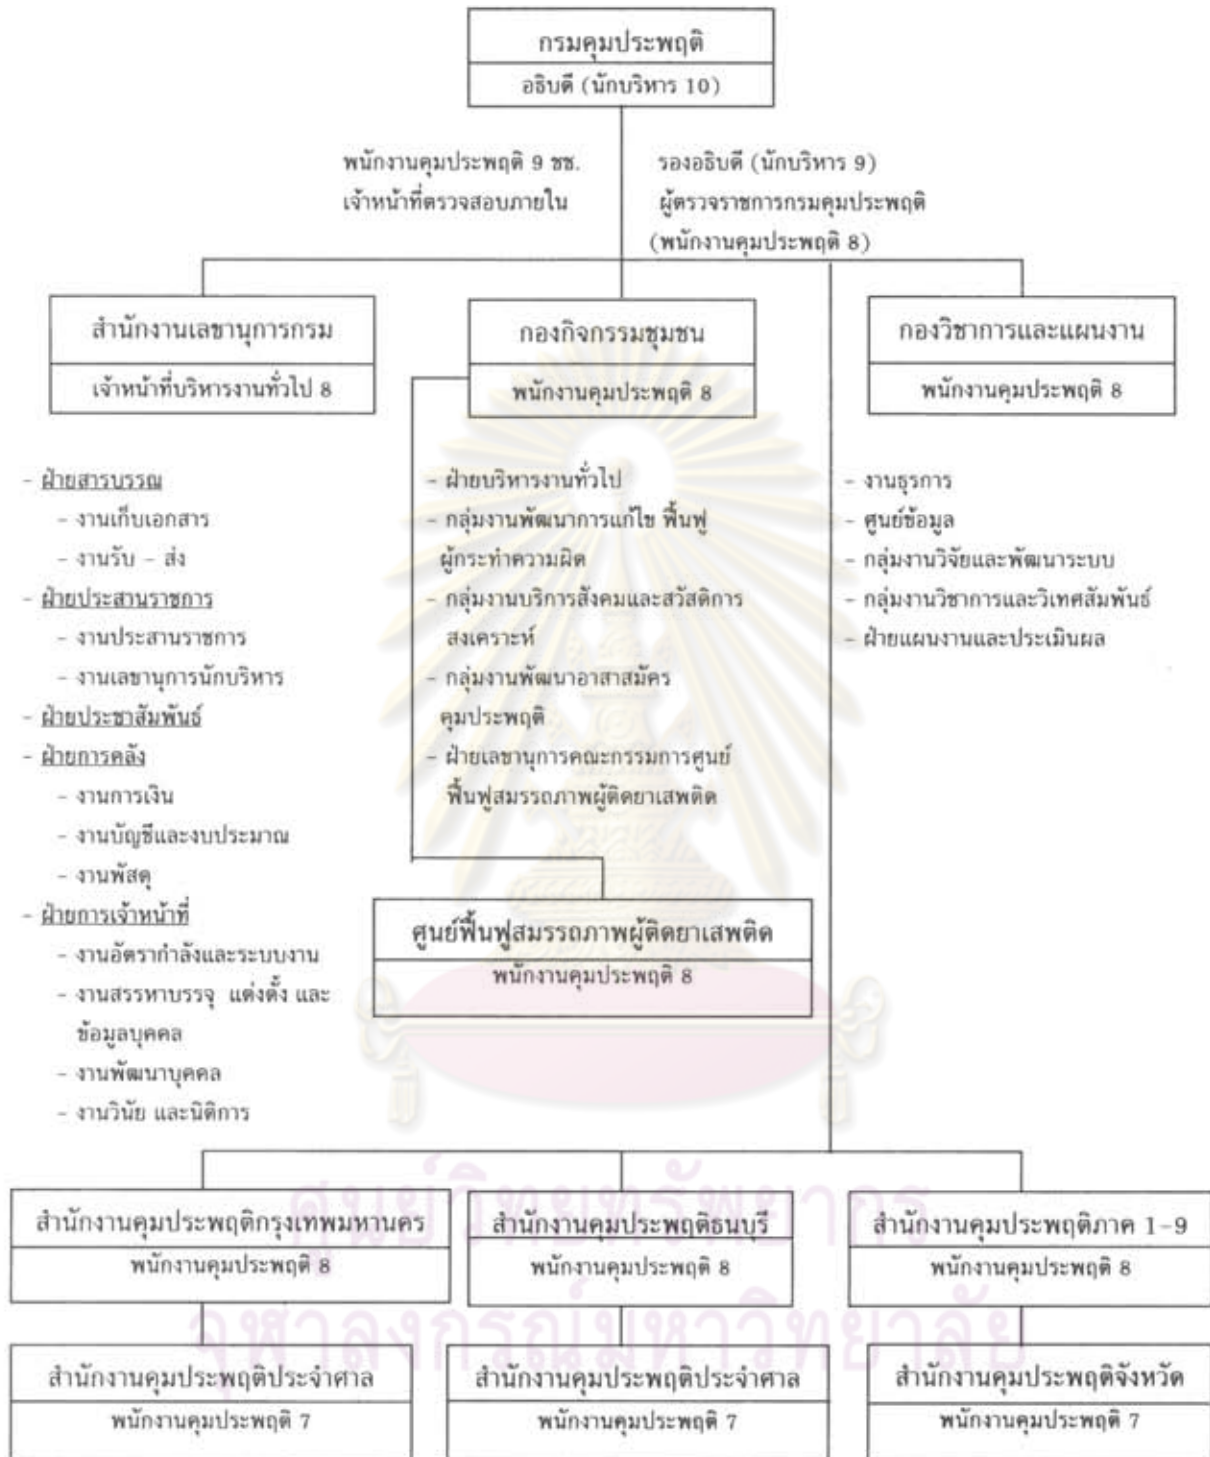 กรมคุมประพฤติ
อธิบดี (นักบริหาร 10)
พนักงานคุมประพฤติ 9 ชช.
เจ้าหน้าที่ตรวจสอบภายใน
รองอธิบดี (นักบริหาร 9)
ผู้ตรวจราชการกรมคุมประพฤติ
(พนักงานคุมประพฤติ 8)
สำนักงานเลขานุการกรม
เจ้าหน้าที่บริหารงานทั่วไป 8
กองกิจกรรมชุมชน
พนักงานคุมประพฤติ 8
กองวิชาการและแผนงาน
พนักงานคุมประพฤติ 8
- ฝ่ายสารบรรณ
- งานเก็บเอกสาร
- งานรับ - ส่ง
- ฝ่ายประสานราชการ
- งานประสานราชการ
- งานเลขานุการนักบริหาร
- ฝ่ายประชาสัมพันธ์
- ฝ่ายการคลัง
- งานการเงิน
- งานบัญชีและงบประมาณ
- งานพัสดุ
- ฝ่ายการเจ้าหน้าที่
- งานอัตรากำลังและระบบงาน
- งานสรรหาบรรจุ แต่งตั้ง และ
ข้อมูลบุคคล
- งานพัฒนาบุคคล
- งานวินัย และนิติการ
- ฝ่ายบริหารงานทั่วไป
- กลุ่มงานพัฒนาการแก้ไข ฟื้นฟู
ผู้กระทำความผิด
- กลุ่มงานบริการสังคมและสวัสดิการ
สงเคราะห์
- กลุ่มงานพัฒนาอาสาสมัคร
คุมประพฤติ
- ฝ่ายเลขานุการคณะกรรมการศูนย์
ฟื้นฟูสมรรถภาพผู้ติดยาเสพติด
- งานธุรการ
- ศูนย์ข้อมูล
- กลุ่มงานวิจัยและพัฒนาระบบ
- กลุ่มงานวิชาการและวิเทศสัมพันธ์
- ฝ่ายแผนงานและประเมินผล
ศูนย์ฟื้นฟูสมรรถภาพผู้ติดยาเสพติด
พนักงานคุมประพฤติ 8
ศูนย์วิทยทรัพยากร
สำนักงานคุมประพฤติกรุงเทพมหานคร
พนักงานคุมประพฤติ 8
สำนักงานคุมประพฤติธนบุรี
พนักงานคุมประพฤติ 8
สำนักงานคุมประพฤติภาค 1-9
พนักงานคุมประพฤติ 8
จุฬาลงกรณ์มหาวิทยาลัย
สำนักงานคุมประพฤติประจำศาล
พนักงานคุมประพฤติ 7
สำนักงานคุมประพฤติประจำศาล
พนักงานคุมประพฤติ 7
สำนักงานคุมประพฤติจังหวัด
พนักงานคุมประพฤติ 7